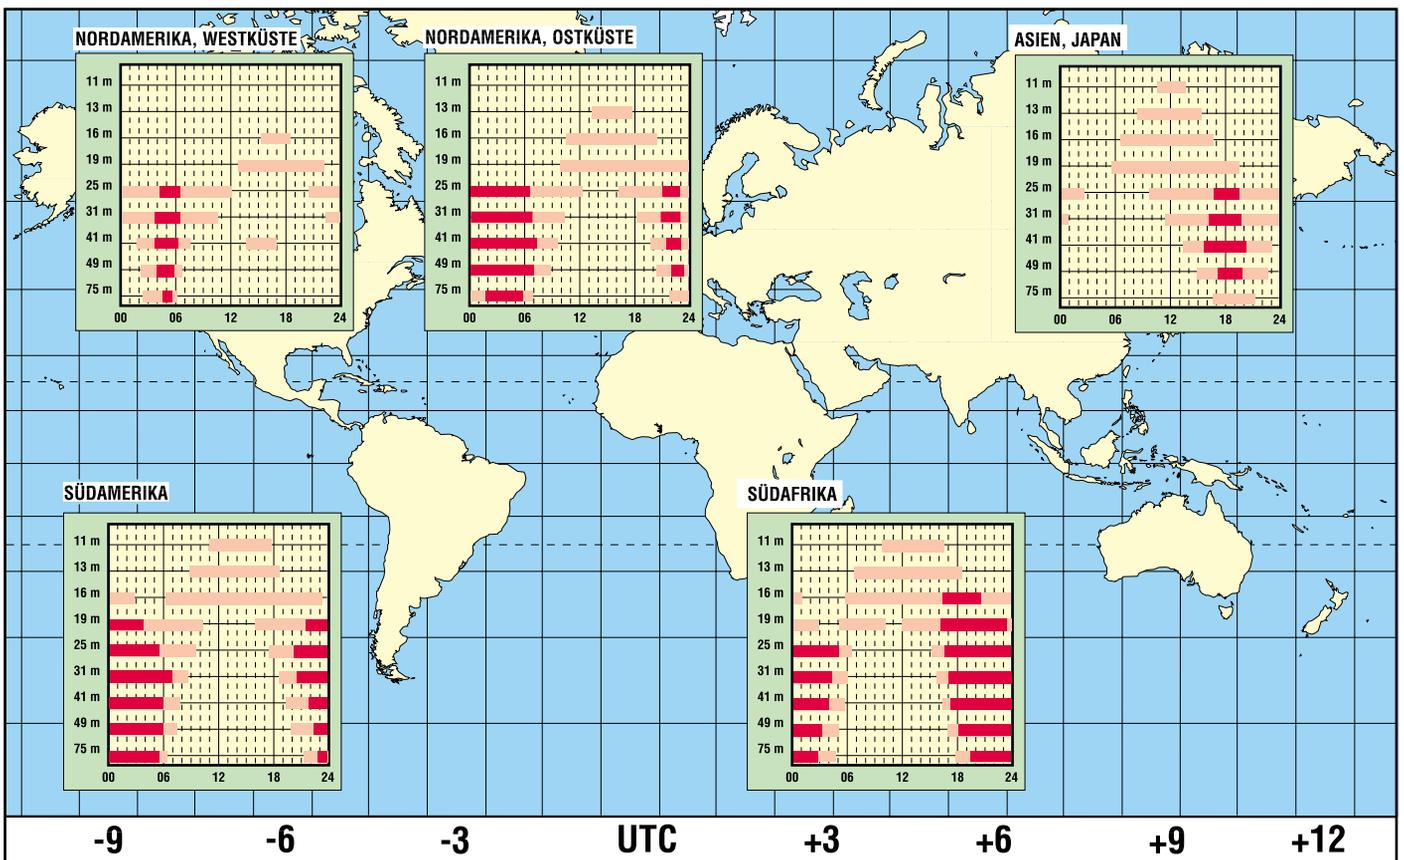 NORDAMERIKA, WESTKÜSTE
11 m
13 m
16 m
19 m
25 m
31 m
41 m
49 m
75 m
00 06 12 18 24
NORDAMERIKA, OSTKÜSTE
11 m
13 m
16 m
19 m
25 m
31 m
41 m
49 m
75 m
00 06 12 18 24
ASIEN, JAPAN
11 m
13 m
16 m
19 m
25 m
31 m
41 m
49 m
75 m
00 06 12 18 24
SÜDAMERIKA
11 m
13 m
16 m
19 m
25 m
31 m
41 m
49 m
75 m
00 06 12 18 24
SÜDAFRIKA
11 m
13 m
16 m
19 m
25 m
31 m
41 m
49 m
75 m
00 06 12 18 24
-9 -6 -3 UTC +3 +6 +9 +12